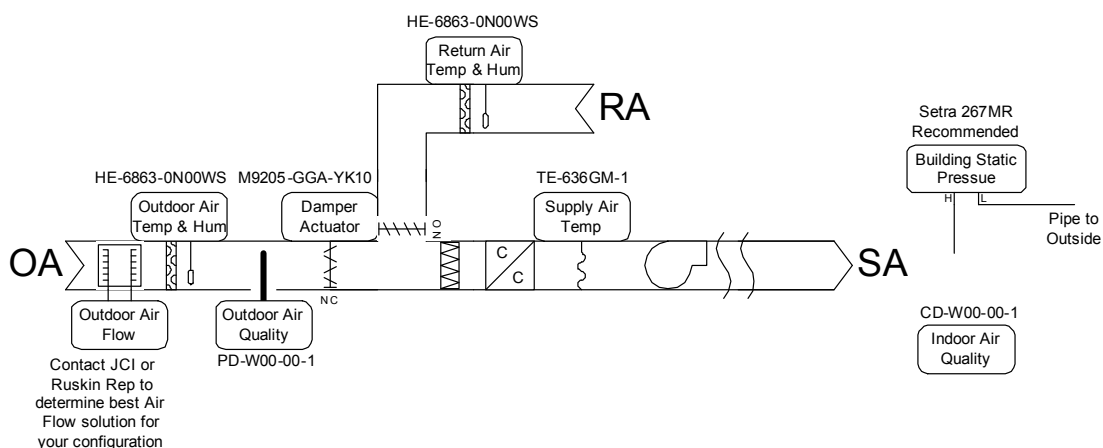 HE-6863-0N00WS
Return Air
Temp & Hum
RA
Setra 267MR
Recommended
Building Static
Pressue
H L
Pipe to
Outside
HE-6863-0N00WS
Outdoor Air
Temp & Hum
M9205-GGA-YK10
Damper
Actuator
NO
TE-636GM-1
Supply Air
Temp
OA
C
C
SA
NC
Outdoor Air
Flow
Contact JCI or
Ruskin Rep to
determine best Air
Flow solution for
your configuration
Outdoor Air
Quality
PD-W00-00-1
CD-W00-00-1
Indoor Air
Quality